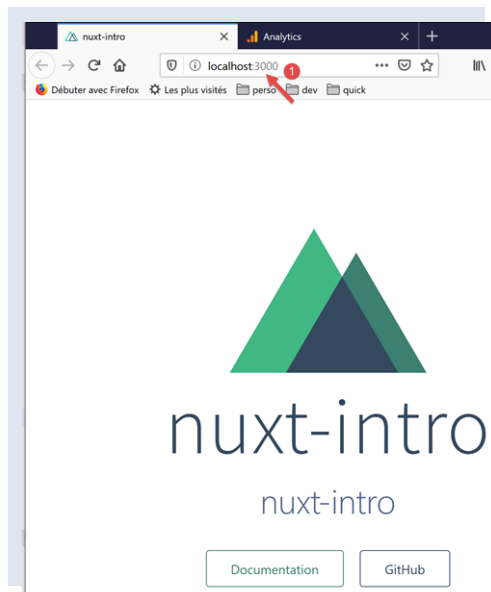 nuxt-intro
Analytics
localhost:3000
1
Débuter avec Firefox Les plus visités perso dev quick
nuxt-intro
nuxt-intro
Documentation GitHub